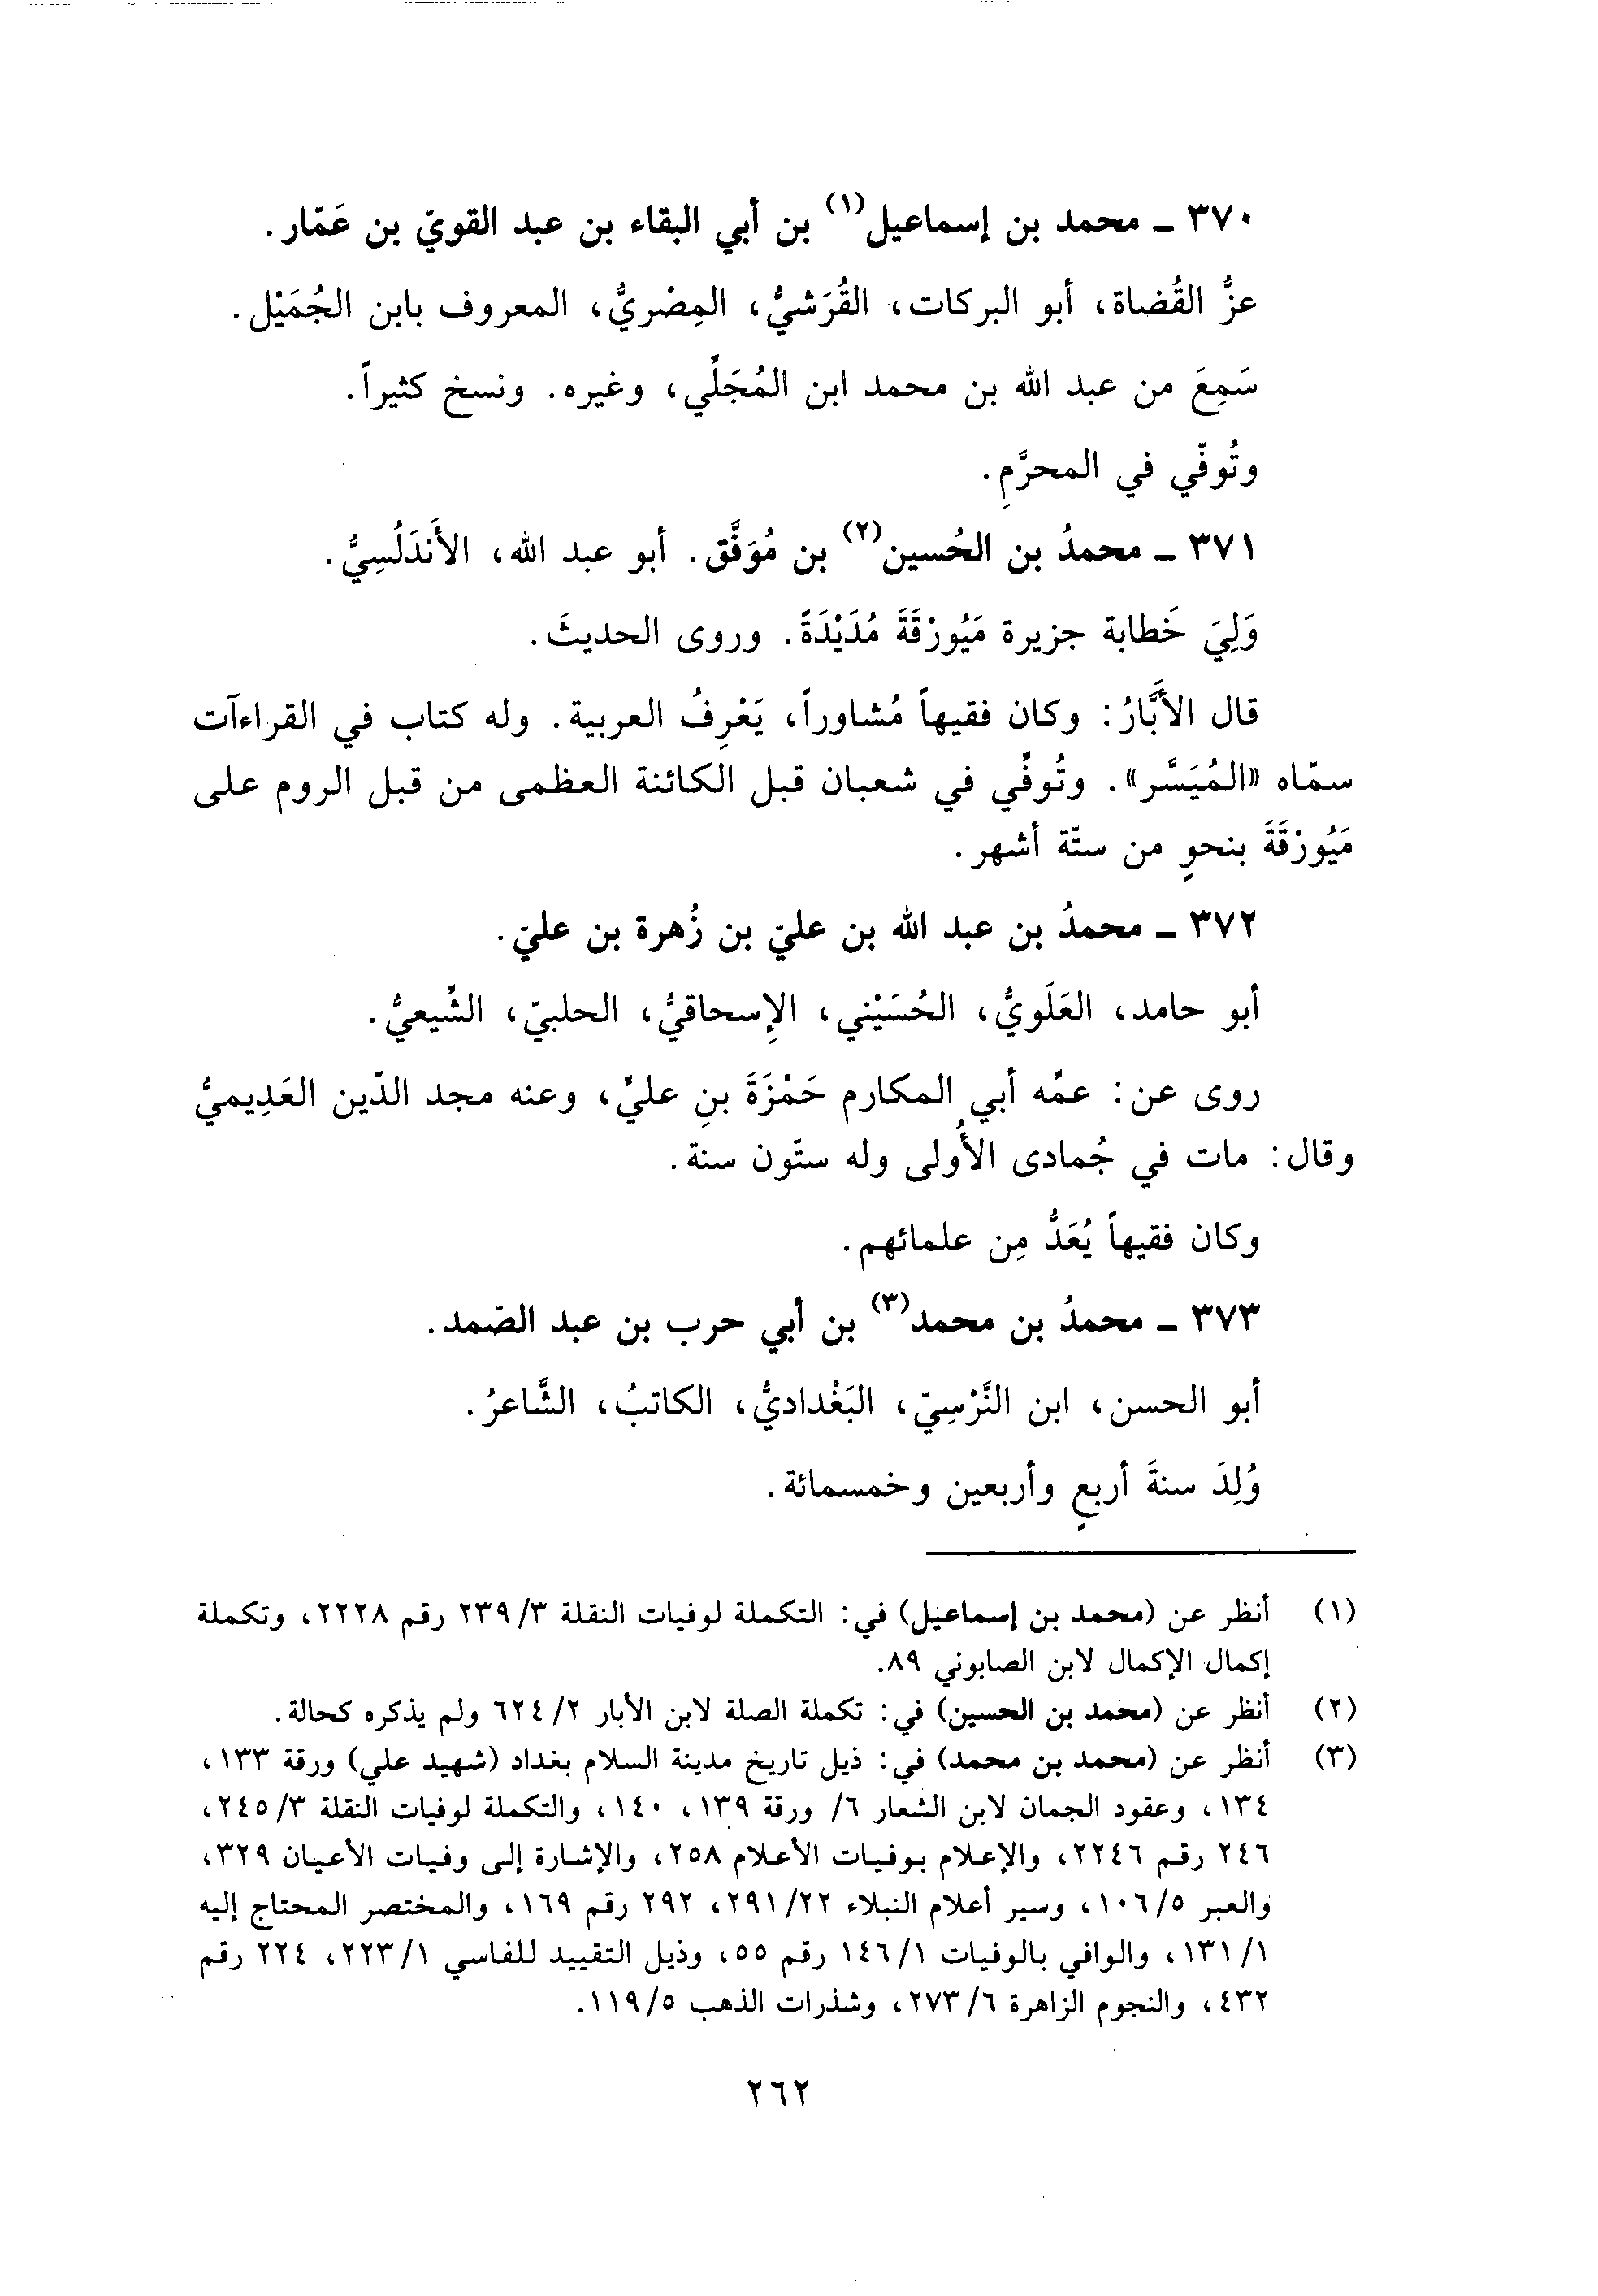 ٣٧٠ ـ محمد بن إسماعيل(١) بن أبي البقاء بن عبد القويّ بن عَمّار.
عزُّ القُضاة، أبو البركات، القُرَشيُّ، المِصْريُّ، المعروف بابن الجُمَيْل.
سَمِعَ من عبد الله بن محمد ابن المُجَلِّي، وغيره. ونسخ كثيراً.
وتُوفّي في المحرَّمِ.
٣٧١ ـ محمدُ بن الحُسين(٢) بن مُوَفَّق. أبو عبد الله، الأَندَلُسِيُّ.
وَلِيَ خَطابة جزيرة مَيُورْقَةَ مُدَيْدَةً. وروى الحديثَ.
قال الأَبَّارُ: وكان فقيهاً مُشاوراً، يَعْرِفُ العربية. وله كتاب في القراءآت
سمّاه «المُيَسَّر». وتُوفِّي في شعبان قبل الكائنة العظمى من قبل الروم على
مَيُورْقَةَ بنحوٍ من ستّة أشهر.
٣٧٢ ـ محمدُ بن عبد الله بن عليّ بن زُهرة بن عليّ.
أبو حامد، العَلَويُّ، الحُسَيْني، الإِسحاقيُّ، الحلبيّ، الشِّيعيُّ.
روى عن: عمِّه أبي المكارم حَمْزَةَ بنِ عليٍّ، وعنه مجد الدّين العَدِيميُّ
وقال: مات في جُمادى الأُولى وله ستّون سنة.
وكان فقيهاً يُعَدُّ مِن علمائهم.
٣٧٣ ـ محمدُ بن محمد(٣) بن أبي حرب بن عبد الصّمد.
أبو الحسن، ابن النَّرْسِيّ، البَغْداديُّ، الكاتبُ، الشَّاعرُ.
وُلِدَ سنةَ أربعٍ وأربعين وخمسمائة.
(١) أنظر عن (محمد بن إسماعيل) في: التكملة لوفيات النقلة ٢٣٩/٣ رقم ٢٢٢٨، وتكملة
إكمال الإكمال لابن الصابوني ٨٩.
(٢) أنظر عن (محمد بن الحسين) في: تكملة الصلة لابن الأبار ٦٢٤/٢ ولم يذكره كحالة.
(٣) أنظر عن (محمد بن محمد) في: ذيل تاريخ مدينة السلام بغداد (شهيد علي) ورقة ١٣٣،
١٣٤، وعقود الجمان لابن الشعار ٦/ ورقة ١٣٩، ١٤٠، والتكملة لوفيات النقلة ٢٤٥/٣،
٢٤٦ رقم ٢٢٤٦، والإعلام بوفيات الأعلام ٢٥٨، والإشارة إلى وفيات الأعيان ٣٢٩،
والعبر ١٠٦/٥، وسير أعلام النبلاء ٢٩١/٢٢، ٢٩٢ رقم ١٦٩، والمختصر المحتاج إليه
١٣١/١، والوافي بالوفيات ١٤٦/١ رقم ٥٥، وذيل التقييد للفاسي ٢٢٣/١، ٢٢٤ رقم
٤٣٢، والنجوم الزاهرة ٢٧٣/٦، وشذرات الذهب ١١٩/٥.
٢٦٢